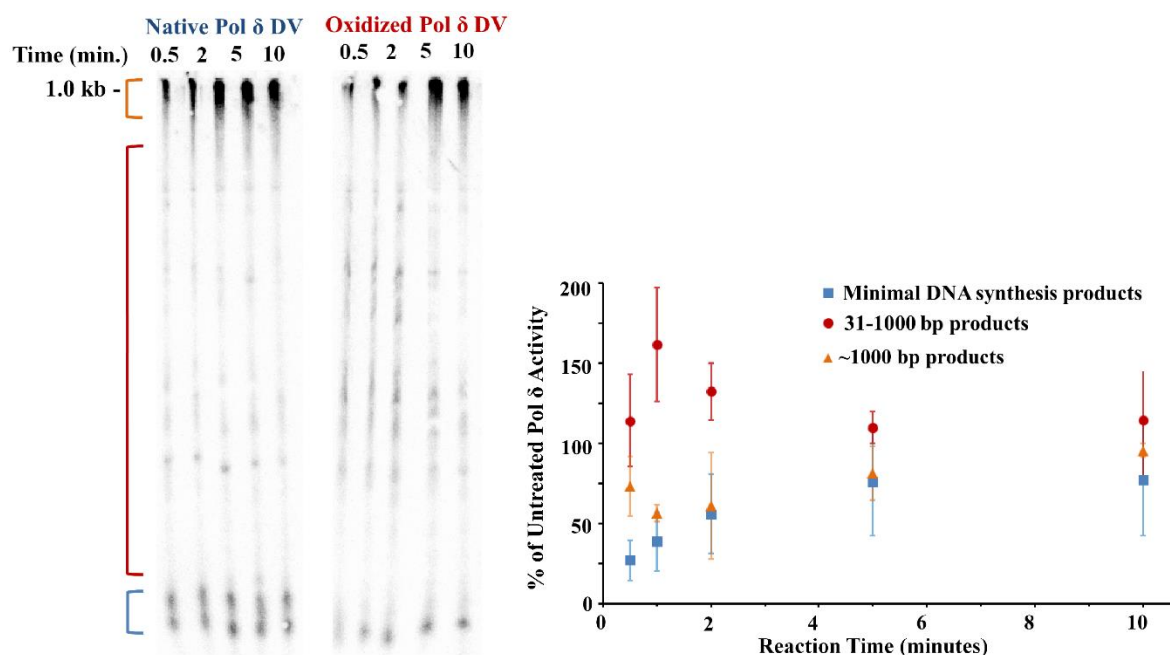 Native Pol δ DV Oxidized Pol δ DV
Time (min.) 0.5 2 5 10 0.5 2 5 10
1.0 kb -
200
150
100
50
0
% of Untreated Pol δ Activity
Minimal DNA synthesis products
31-1000 bp products
~1000 bp products
0 2 4 6 8 10
Reaction Time (minutes)